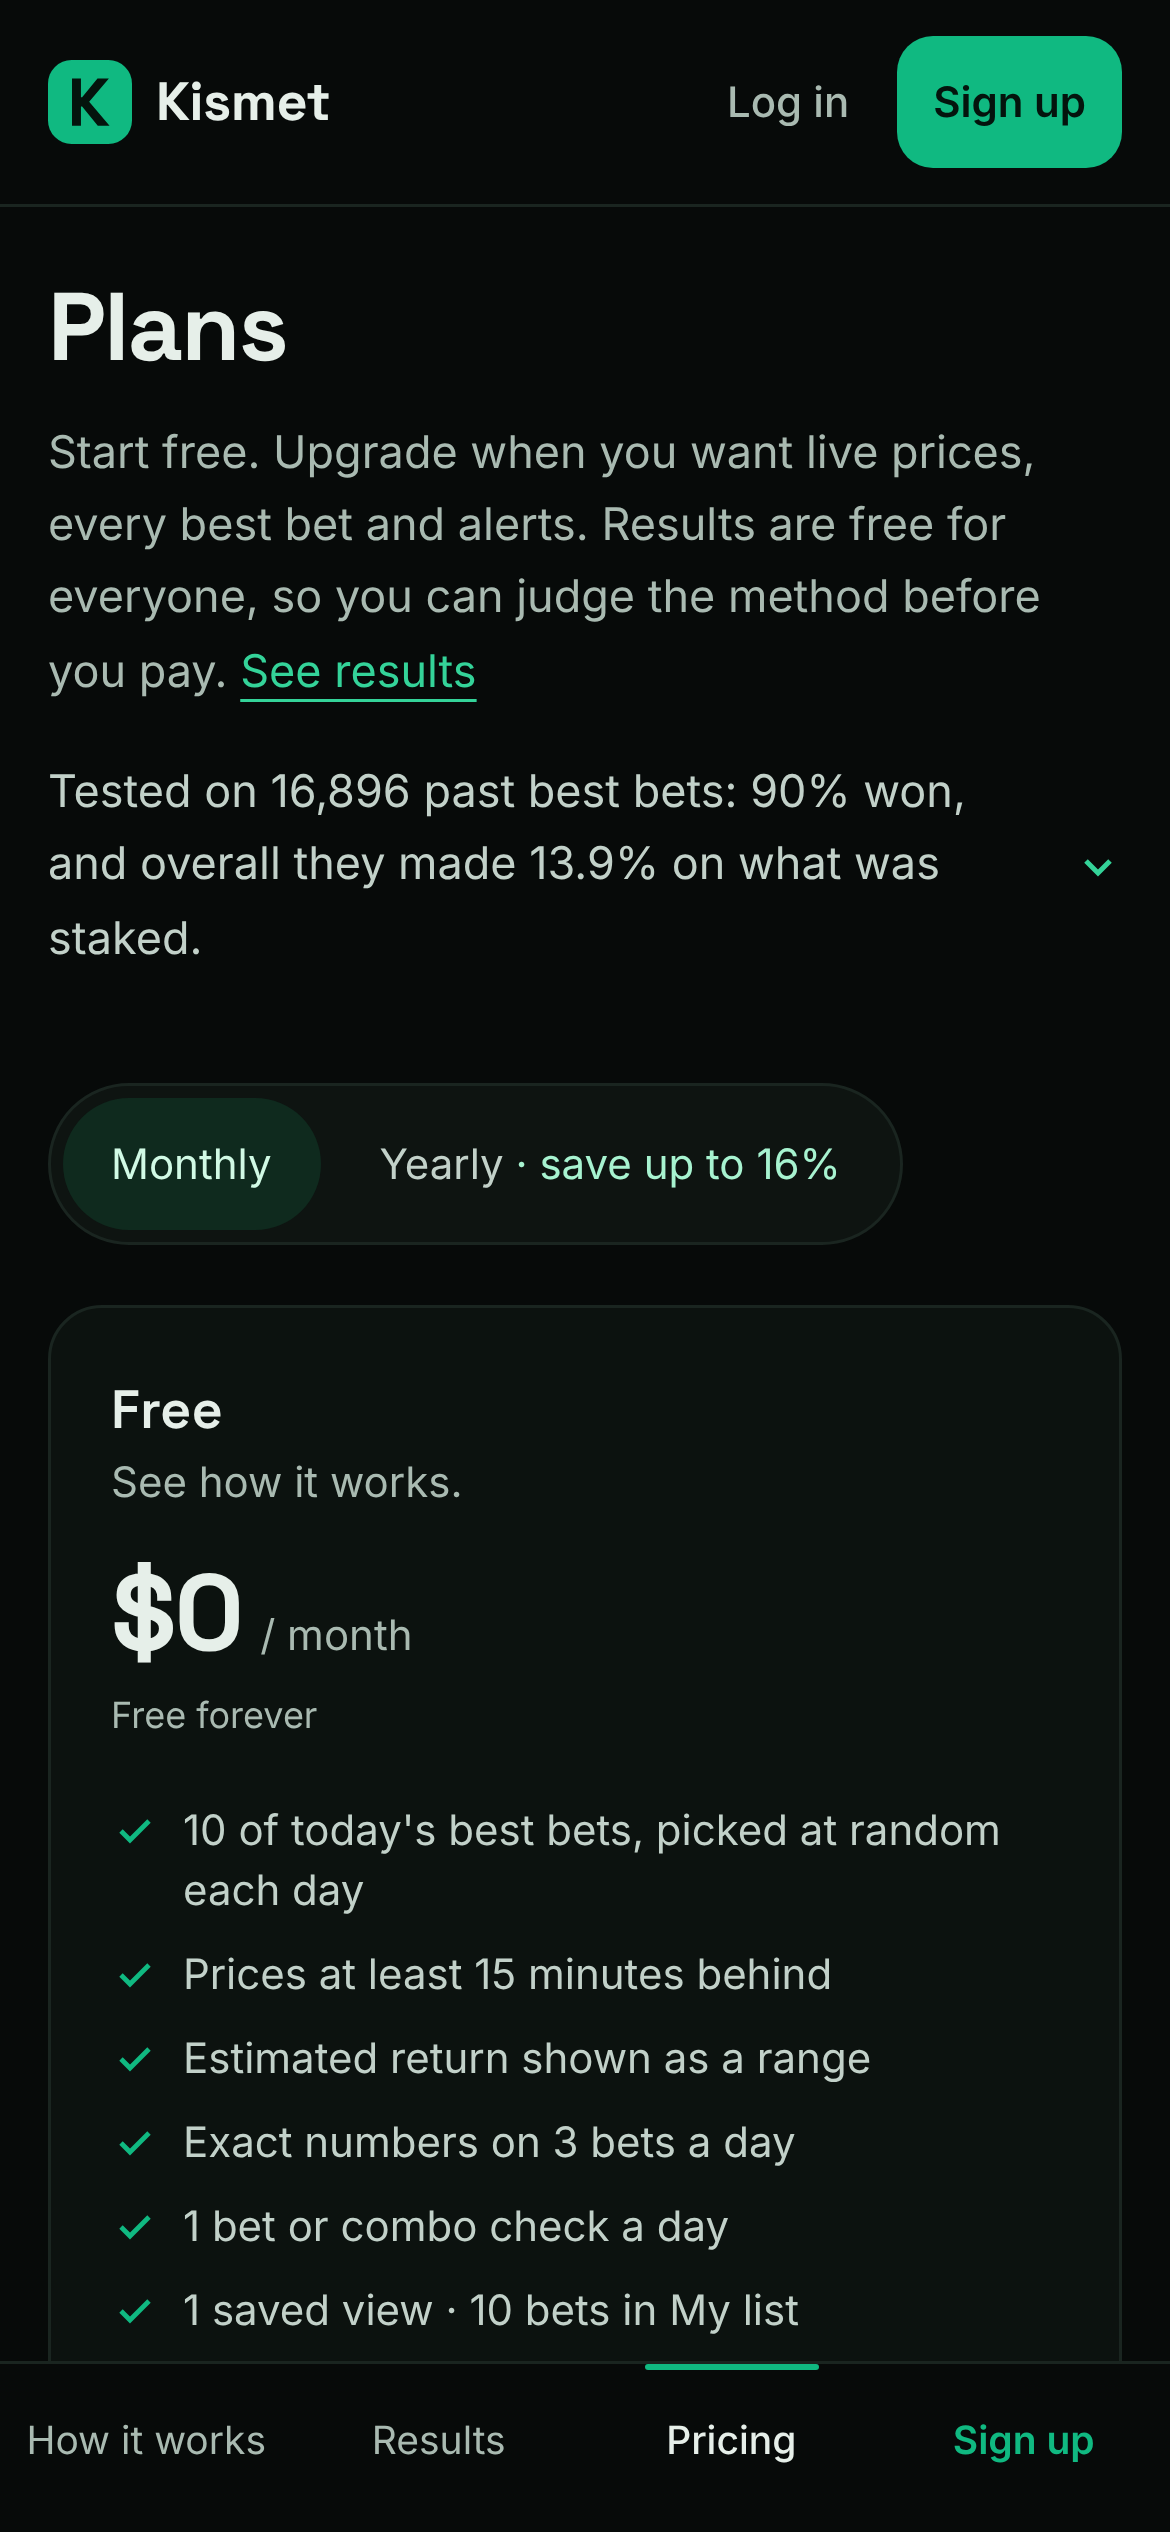 K Kismet
Log in
Sign up
Plans
Start free. Upgrade when you want live prices,
every best bet and alerts. Results are free for
everyone, so you can judge the method before
you pay. See results
Tested on 16,896 past best bets: 90% won,
and overall they made 13.9% on what was
staked.
Monthly
Yearly · save up to 16%
Free
See how it works.
$0 / month
Free forever
10 of today's best bets, picked at random
each day
Prices at least 15 minutes behind
Estimated return shown as a range
Exact numbers on 3 bets a day
1 bet or combo check a day
1 saved view · 10 bets in My list
How it works
Results
Pricing
Sign up